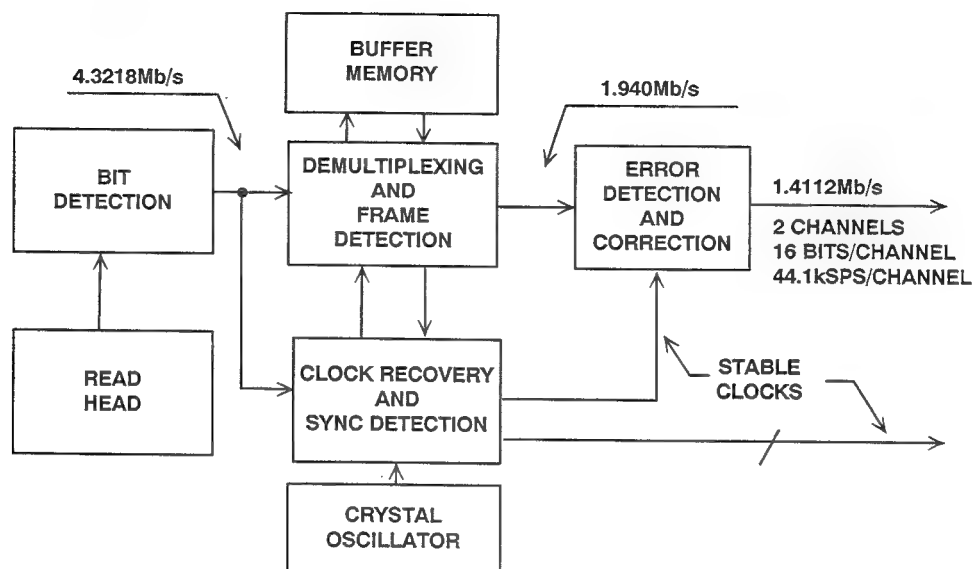 BUFFER
MEMORY
4.3218Mb/s
1.940Mb/s
BIT
DETECTION
DEMULTIPLEXING
AND
FRAME
DETECTION
ERROR
DETECTION
AND
CORRECTION
1.4112Mb/s
2 CHANNELS
16 BITS/CHANNEL
44.1kSPS/CHANNEL
READ
HEAD
CLOCK RECOVERY
AND
SYNC DETECTION
STABLE
CLOCKS
CRYSTAL
OSCILLATOR